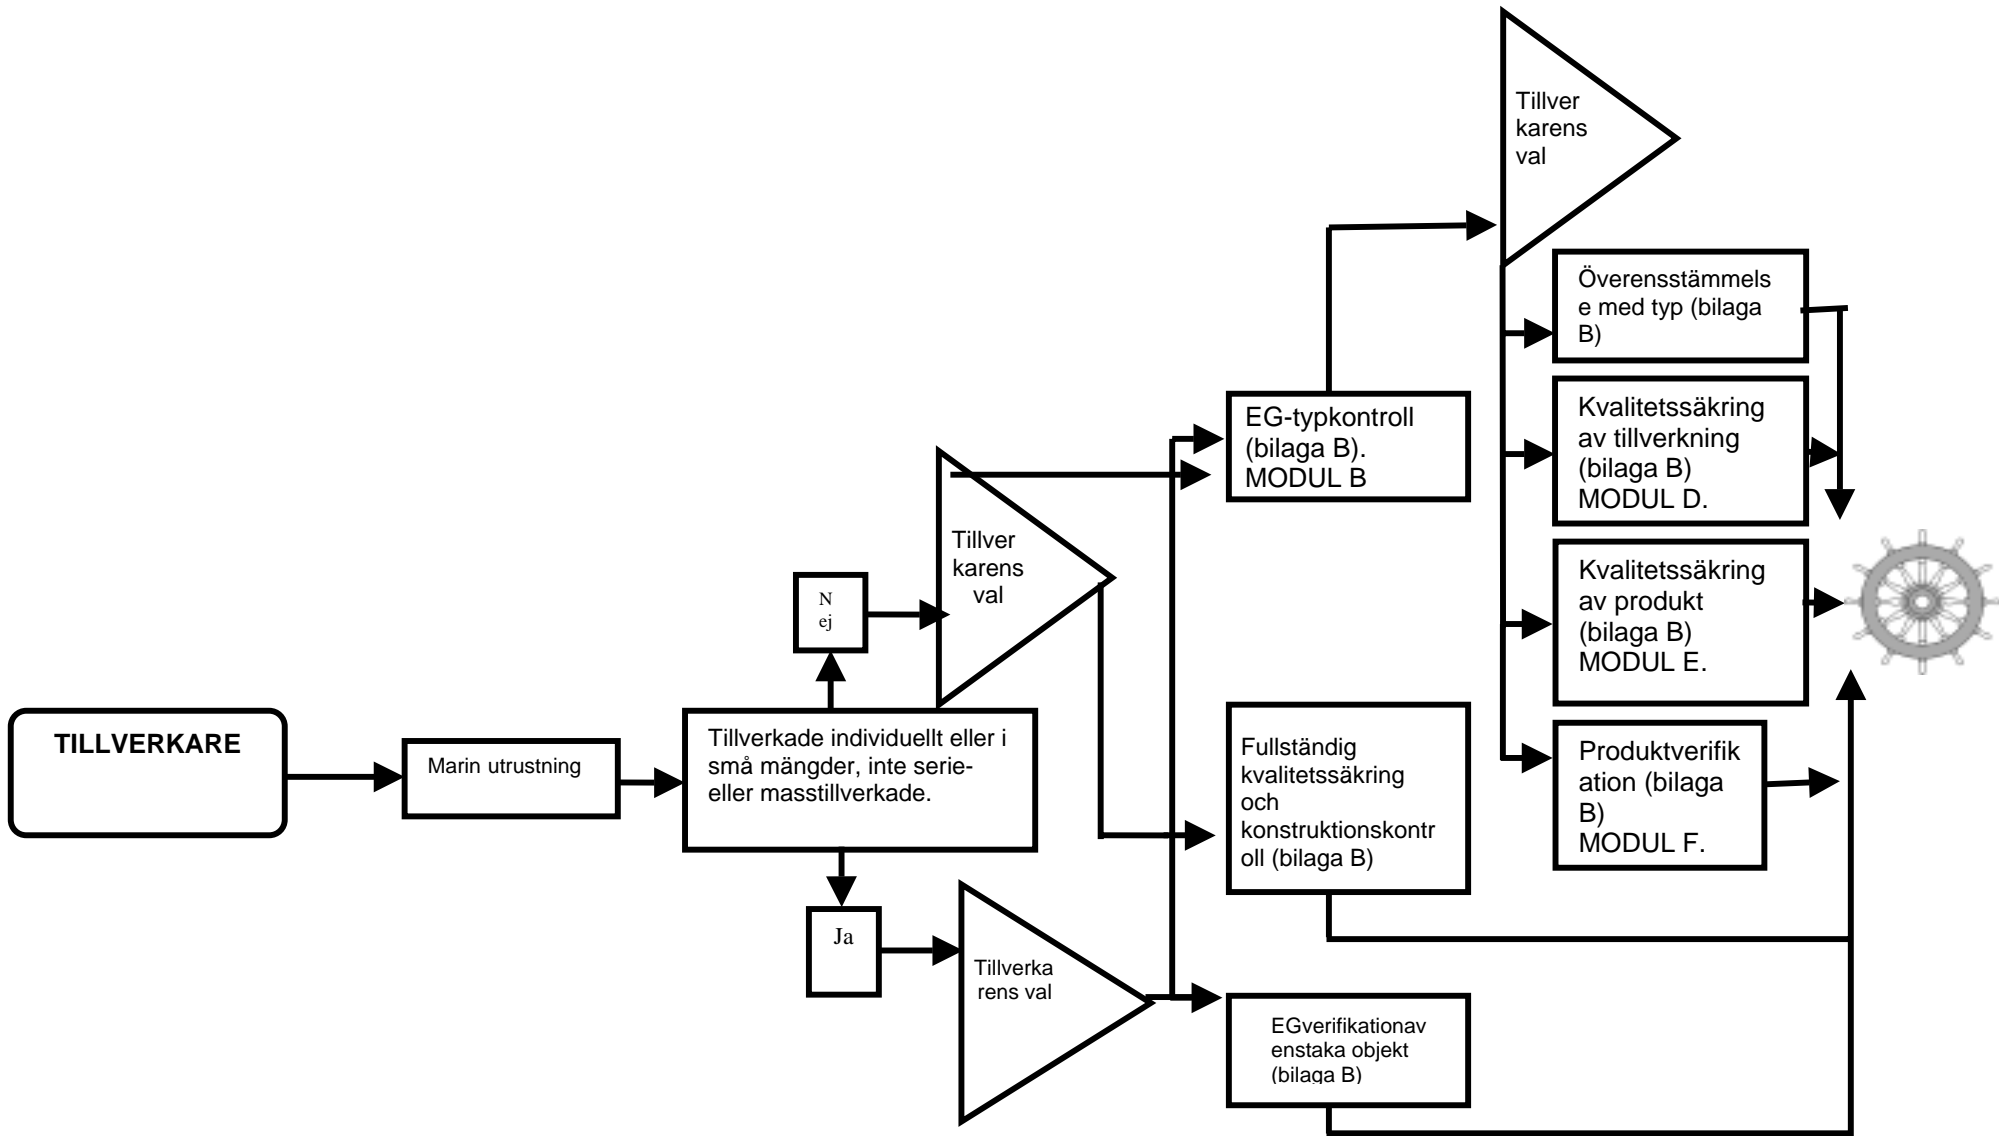 Tillver
karens
val
Överensstämmels
e med typ (bilaga
B)
EG-typkontroll
(bilaga B).
MODUL B
Kvalitetssäkring
av tillverkning
(bilaga B)
MODUL D.
Tillver
karens
val
N
ej
Kvalitetssäkring
av produkt
(bilaga B)
MODUL E.
TILLVERKARE
Marin utrustning
Tillverkade individuellt eller i
små mängder, inte serie-
eller masstillverkade.
Fullständig
kvalitetssäkring
och
konstruktionskontr
oll (bilaga B)
Produktverifik
ation (bilaga
B)
MODUL F.
Ja
Tillverka
rens val
EGverifikationav
enstaka objekt
(bilaga B)